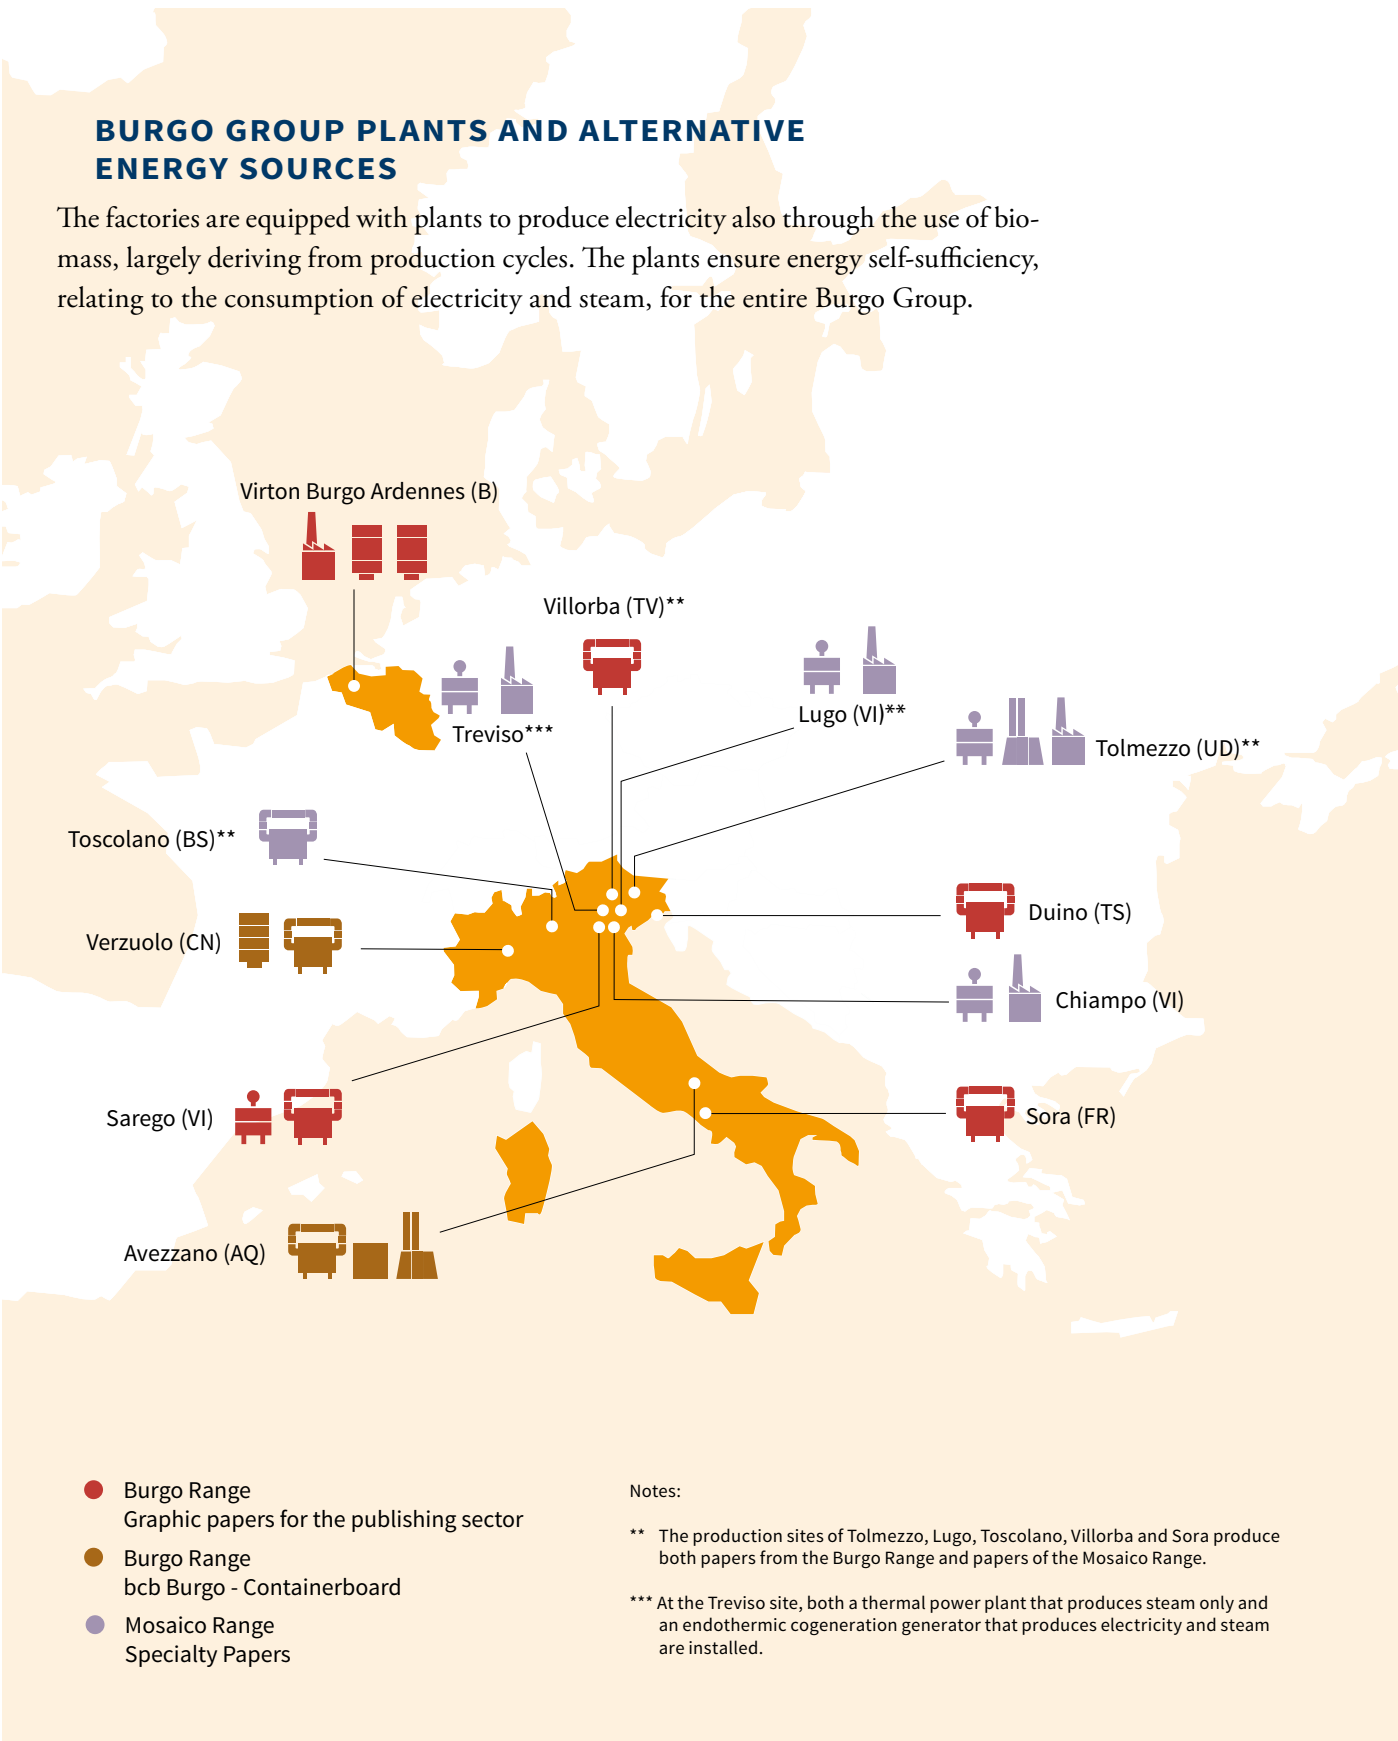 BURGO GROUP PLANTS AND ALTERNATIVE
ENERGY SOURCES
The factories are equipped with plants to produce electricity also through the use of bio-
mass, largely deriving from production cycles. The plants ensure energy self-sufficiency,
relating to the consumption of electricity and steam, for the entire Burgo Group.
Virton Burgo Ardennes (B)
Villorba (TV)**
Lugo (VI)**
Treviso***
Tolmezzo (UD)**
Toscolano (BS)**
Duino (TS)
Verzuolo (CN)
Chiampo (VI)
Sarego (VI)
Sora (FR)
Avezzano (AQ)
Burgo Range
Graphic papers for the publishing sector
Burgo Range
bcb Burgo - Containerboard
Mosaico Range
Specialty Papers
Notes:
** The production sites of Tolmezzo, Lugo, Toscolano, Villorba and Sora produce
both papers from the Burgo Range and papers of the Mosaico Range.
*** At the Treviso site, both a thermal power plant that produces steam only and
an endothermic cogeneration generator that produces electricity and steam
are installed.